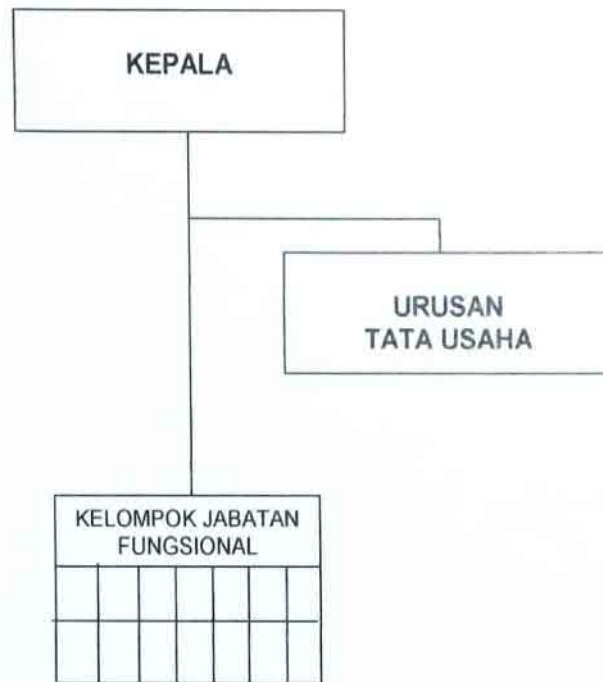 KEPALA
URUSAN
TATA USAHA
KELOMPOK JABATAN
FUNGSIONAL